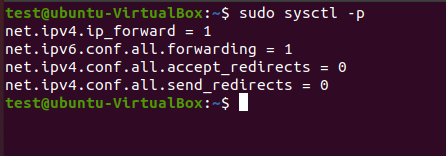 test@ubuntu-VirtualBox:~$ sudo sysctl -p
net.ipv4.ip_forward = 1
net.ipv6.conf.all.forwarding = 1
net.ipv4.conf.all.accept_redirects = 0
net.ipv4.conf.all.send_redirects = 0
test@ubuntu-VirtualBox:~$